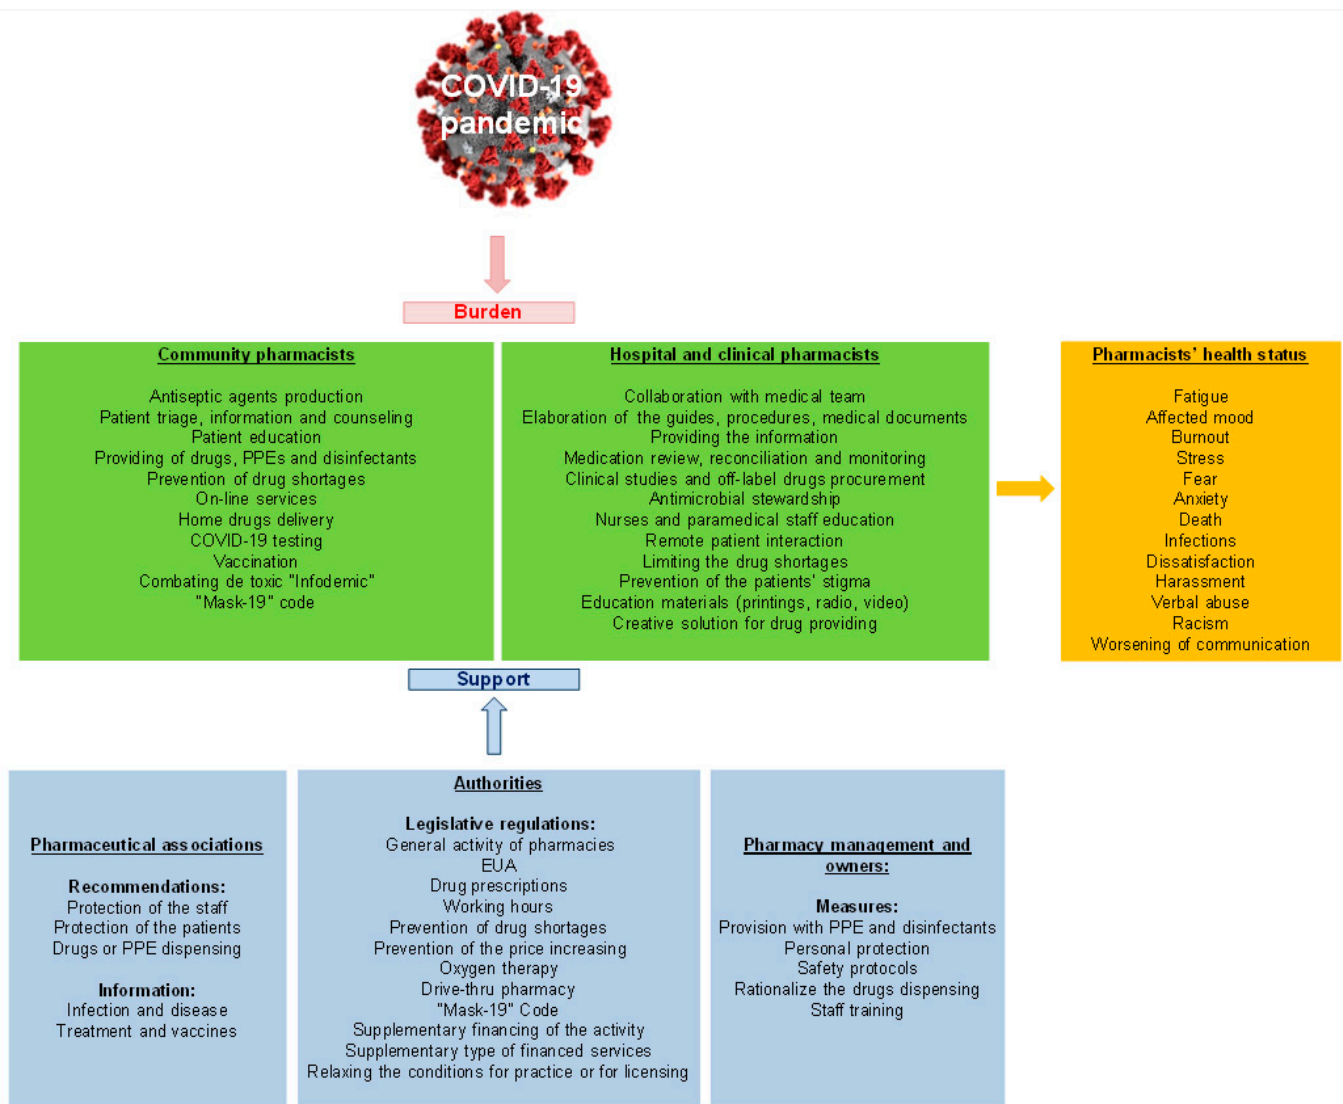 COVID-19
pandemic
Burden
Community pharmacists
Antiseptic agents production
Patient triage, information and counseling
Patient education
Providing of drugs, PPEs and disinfectants
Prevention of drug shortages
On-line services
Home drugs delivery
COVID-19 testing
Vaccination
Combating de toxic "Infodemic"
"Mask-19" code
Hospital and clinical pharmacists
Collaboration with medical team
Elaboration of the guides, procedures, medical documents
Providing the information
Medication review, reconciliation and monitoring
Clinical studies and off-label drugs procurement
Antimicrobial stewardship
Nurses and paramedical staff education
Remote patient interaction
Limiting the drug shortages
Prevention of the patients' stigma
Education materials (printings, radio, video)
Creative solution for drug providing
Pharmacists' health status
Fatigue
Affected mood
Burnout
Stress
Fear
Anxiety
Death
Infections
Dissatisfaction
Harassment
Verbal abuse
Racism
Worsening of communication
Support
Pharmaceutical associations
Recommendations:
Protection of the staff
Protection of the patients
Drugs or PPE dispensing
Information:
Infection and disease
Treatment and vaccines
Authorities
Legislative regulations:
General activity of pharmacies
EUA
Drug prescriptions
Working hours
Prevention of drug shortages
Prevention of the price increasing
Oxygen therapy
Drive-thru pharmacy
"Mask-19" Code
Supplementary financing of the activity
Supplementary type of financed services
Relaxing the conditions for practice or for licensing
Pharmacy management and
owners:
Measures:
Provision with PPE and disinfectants
Personal protection
Safety protocols
Rationalize the drugs dispensing
Staff training